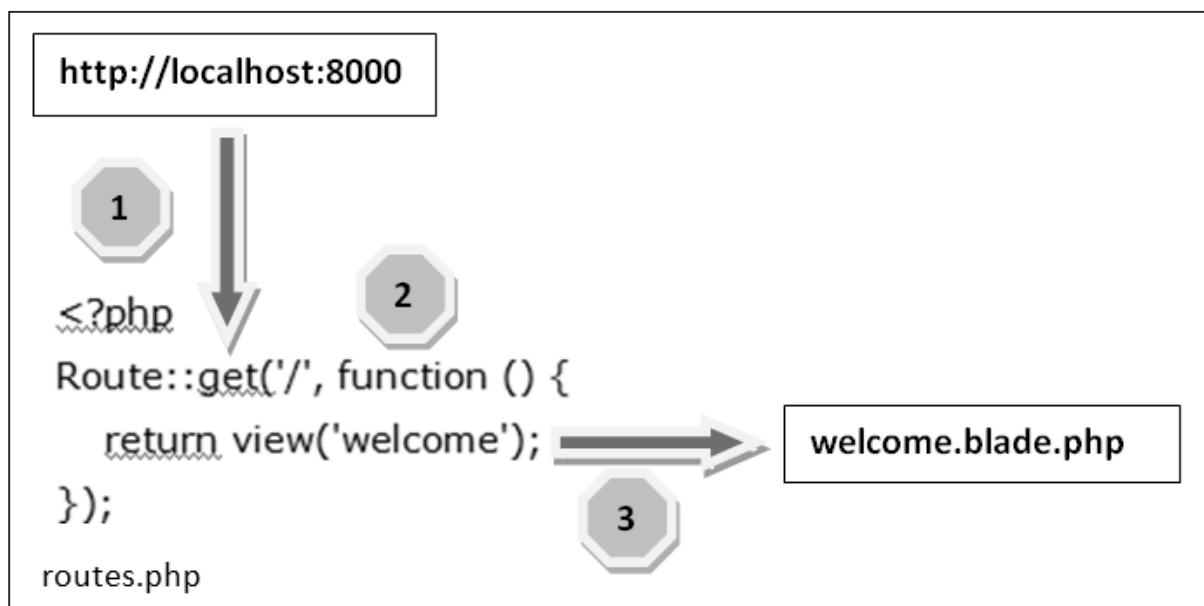 http://localhost:8000
1
2
<?php
Route::get('/', function () {
return view('welcome');
welcome.blade.php
});
3
routes.php